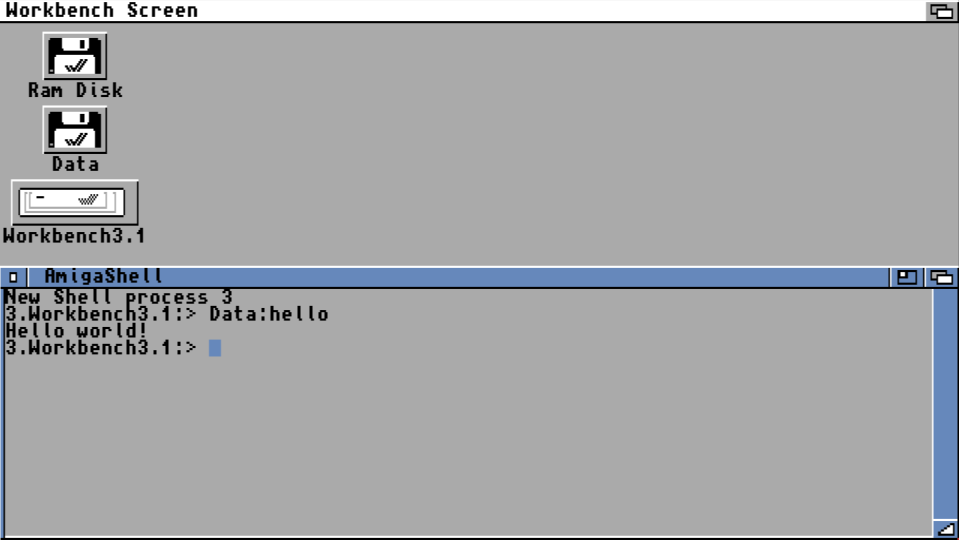 Workbench Screen
Ram Disk
Data
Workbench3.1
AmigaShell
New Shell process 3
3.Workbench3.1:> Data:hello
Hello world!
3.Workbench3.1:>